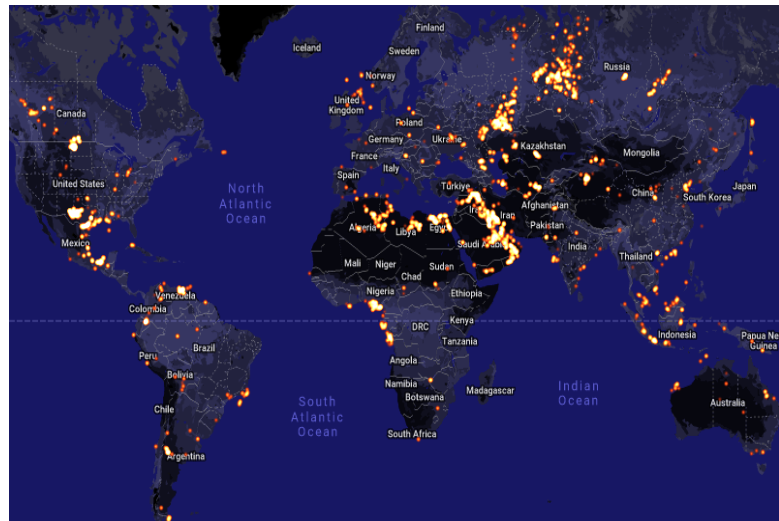 Finland
Iceland
Sweden
Russia
Norway
Canada
United
Kingdom
Poland
Germany
Ukraine
Kazakhstan
Mongolia
France
Italy
Spain
Türkiye
United States
North
Atlantic
Ocean
China
South Korea
Japan
Afghanistan
Iran
Pakistan
Algeria
Libya
Egypt
Saudi Arabia
Mexico
India
Mali
Niger
Chad
Sudan
Thailand
Nigeria
Ethiopia
Venezuela
Colombia
DRC
Kenya
Indonesia
Papua New
Guinea
Tanzania
Peru
Brazil
Angola
Bolivia
Namibia
Botswana
Madagascar
Indian
Ocean
Australia
Chile
South
Atlantic
Ocean
South Africa
Argentina